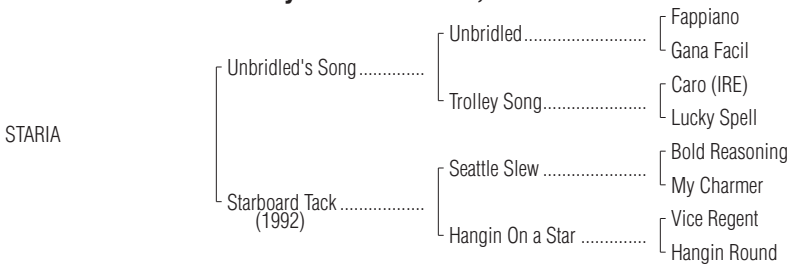 Fappiano
Unbridled........................
Gana Facil
Unbridled's Song..............
Caro (IRE)
Trolley Song.....................
Lucky Spell
STARIA
Bold Reasoning
Seattle Slew .....................
My Charmer
Starboard Tack ..................
(1992)
Vice Regent
Hangin On a Star ..............
Hangin Round